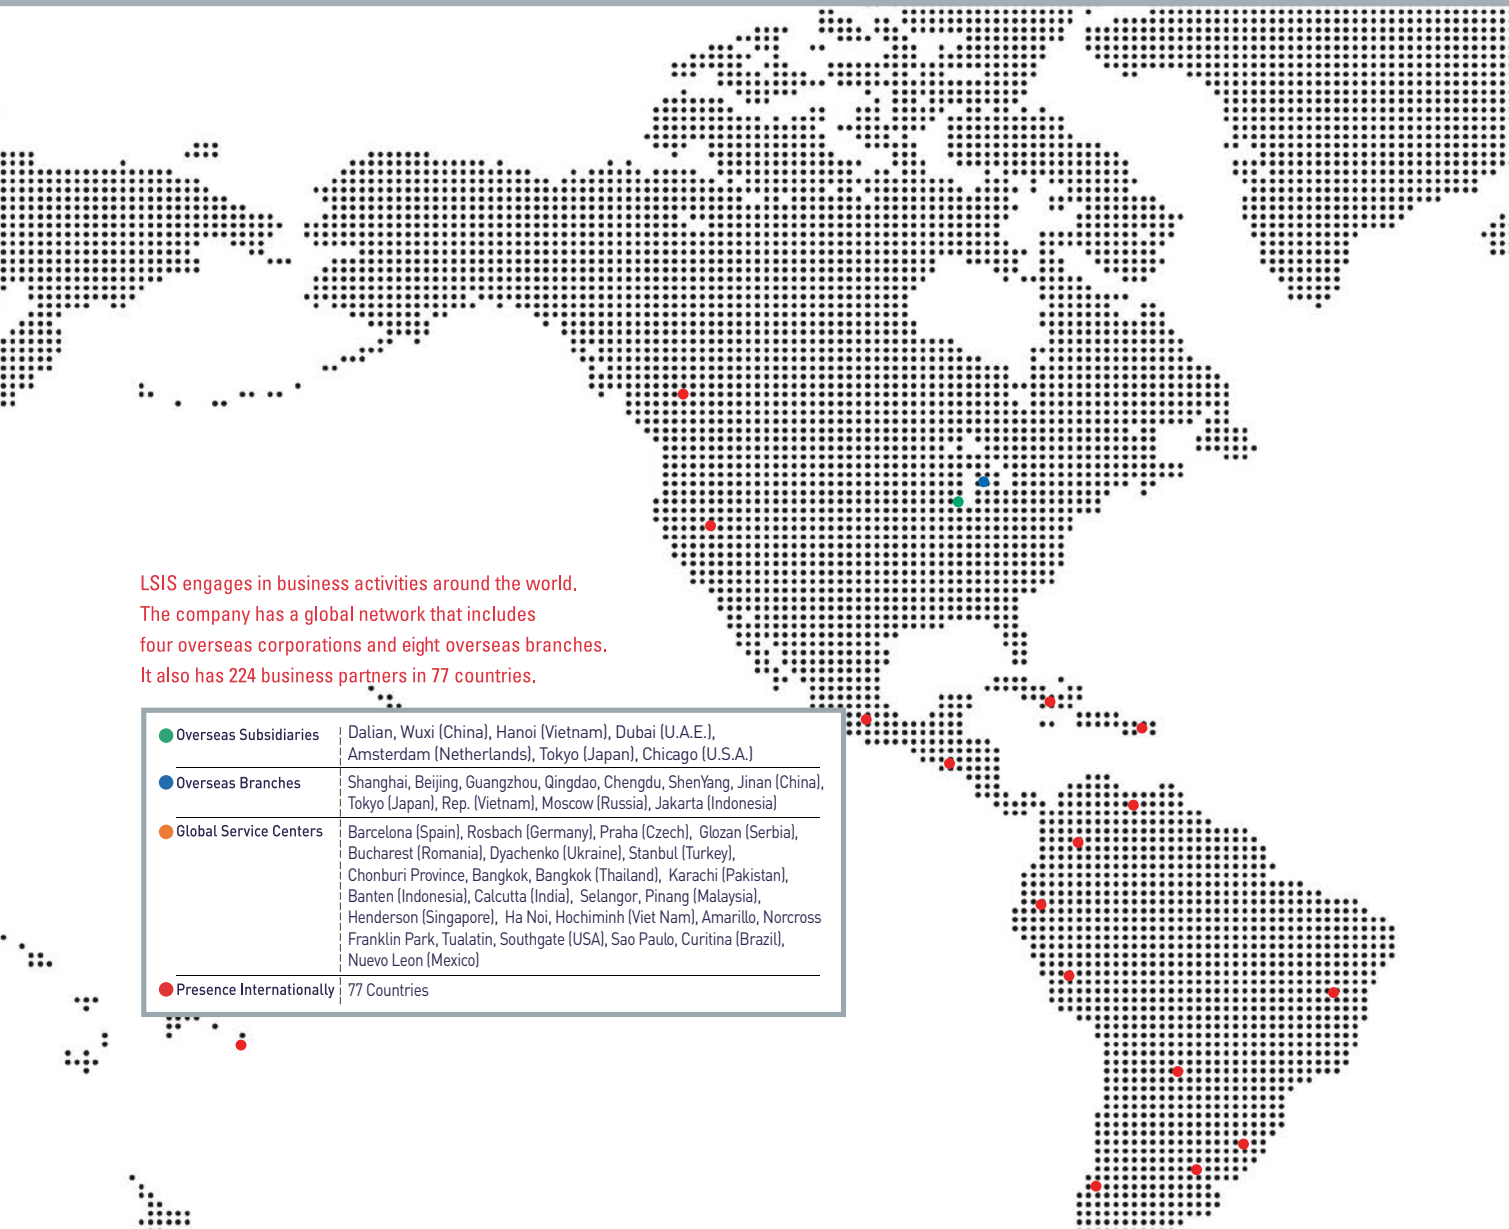 LSIS engages in business activities around the world.
The company has a global network that includes
four overseas corporations and eight overseas branches.
It also has 224 business partners in 77 countries.
Overseas Subsidiaries
Dalian, Wuxi (China), Hanoi (Vietnam), Dubai (U.A.E.),
Amsterdam (Netherlands), Tokyo (Japan), Chicago (U.S.A.)
Overseas Branches
Shanghai, Beijing, Guangzhou, Qingdao, Chengdu, ShenYang, Jinan (China),
Tokyo (Japan), Rep. (Vietnam), Moscow (Russia), Jakarta (Indonesia)
Global Service Centers
Barcelona (Spain), Rosbach (Germany), Praha (Czech), Glozan (Serbia),
Bucharest (Romania), Dyachenko (Ukraine), Stanbul (Turkey),
Chonburi Province, Bangkok, Bangkok (Thailand), Karachi (Pakistan),
Banten (Indonesia), Calcutta (India), Selangor, Pinang (Malaysia),
Henderson (Singapore), Ha Noi, Hochiminh (Viet Nam), Amarillo, Norcross
Franklin Park, Tualatin, Southgate (USA), Sao Paulo, Curitina (Brazil),
Nuevo Leon (Mexico)
Presence Internationally
77 Countries